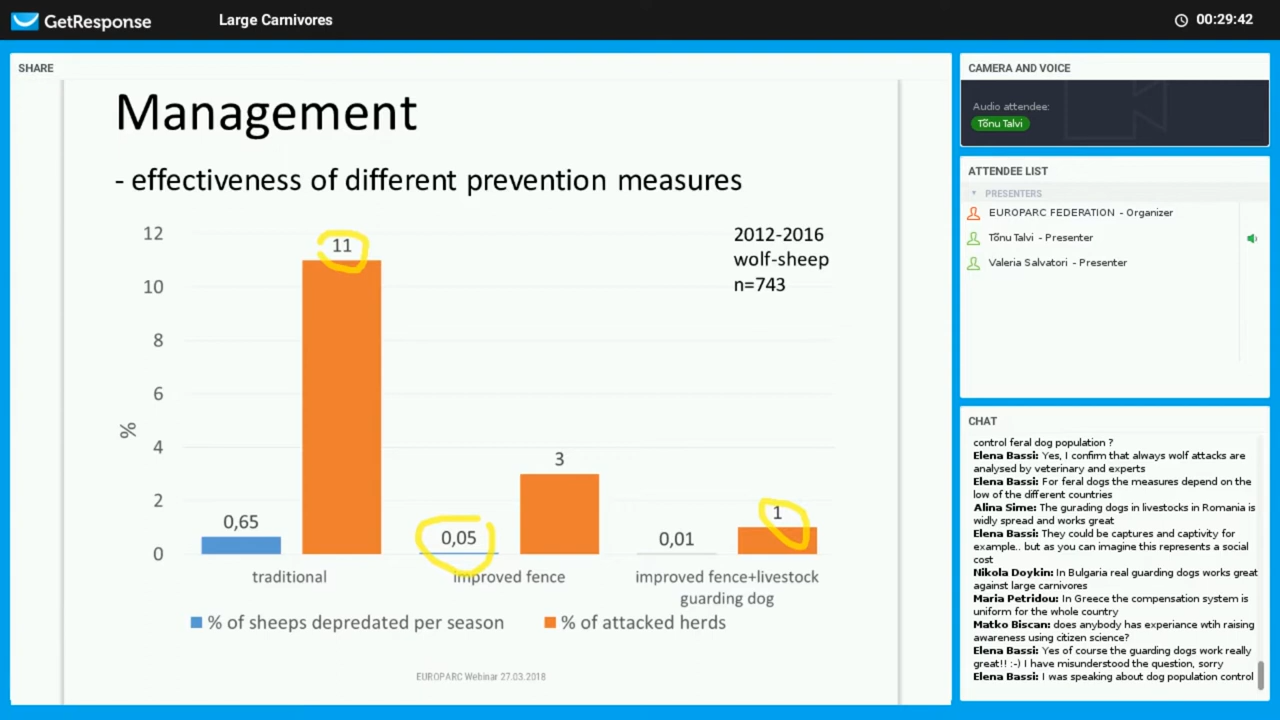 GetResponse
Large Carnivores
00:29:42
SHARE
Management
- effectiveness of different prevention measures
12
10
8
6
4
2
0
%
11
0,65
0,05
3
0,01
1
2012-2016
wolf-sheep
n=743
traditional
improved fence
improved fence+livestock
guarding dog
% of sheeps depredated per season
% of attacked herds
EUROPARC Webinar 27.03.2018
CAMERA AND VOICE
Audio attendee:
Tõnu Talvi
ATTENDEE LIST
PRESENTERS
EUROPARC FEDERATION - Organizer
Tõnu Talvi - Presenter
Valeria Salvatori - Presenter
CHAT
control feral dog population ?
Elena Bassi: Yes, I confirm that always wolf attacks are
analysed by veterinary and experts
Elena Bassi: For feral dogs the measures depend on the
low of the different countries
Alina Sime: The gurading dogs in livestocks in Romania is
widly spread and works great
Elena Bassi: They could be captures and captivity for
example.. but as you can imagine this represents a social
cost
Nikola Doykin: In Bulgaria real guarding dogs works great
against large carnivores
Maria Petridou: In Greece the compensation system is
uniform for the whole country
Matko Biscan: does anybody has experiance wtih raising
awareness using citizen science?
Elena Bassi: Yes of course the guarding dogs work really
great!! :-) I have misunderstood the question, sorry
Elena Bassi: I was speaking about dog population control